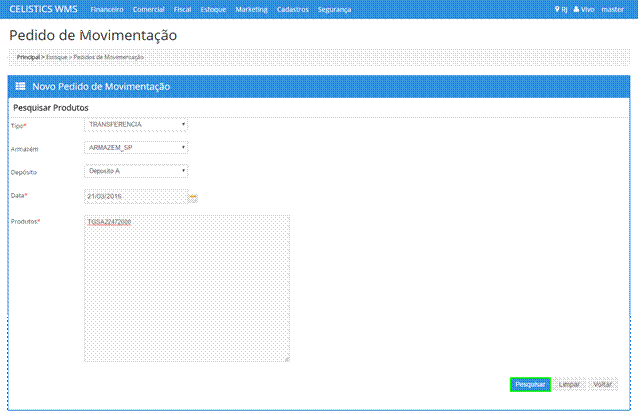 CELISTICS WMS Financeiro Comercial Fiscal Estoque Marketing Cadastros Segurança RJ Vivo master
Pedido de Movimentação
Principal > Estoque > Pedidos de Movimentação
Novo Pedido de Movimentação
Pesquisar Produtos
Tipo* TRANSFERENCIA
Armazém ARMAZEM_SP
Depósito Deposito A
Data* 21/03/2016
Produtos* TGSA22472000
Pesquisar Limpar Voltar